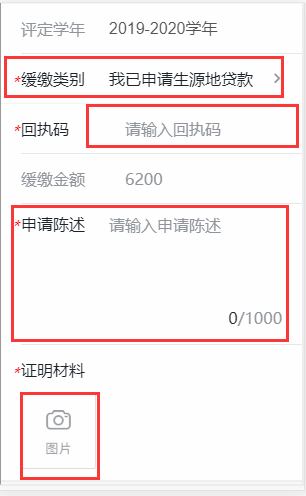 评定学年 2019-2020学年
*缓缴类别 我已申请生源地贷款
*回执码 请输入回执码
缓缴金额 6200
*申请陈述 请输入申请陈述
0/1000
*证明材料
图片